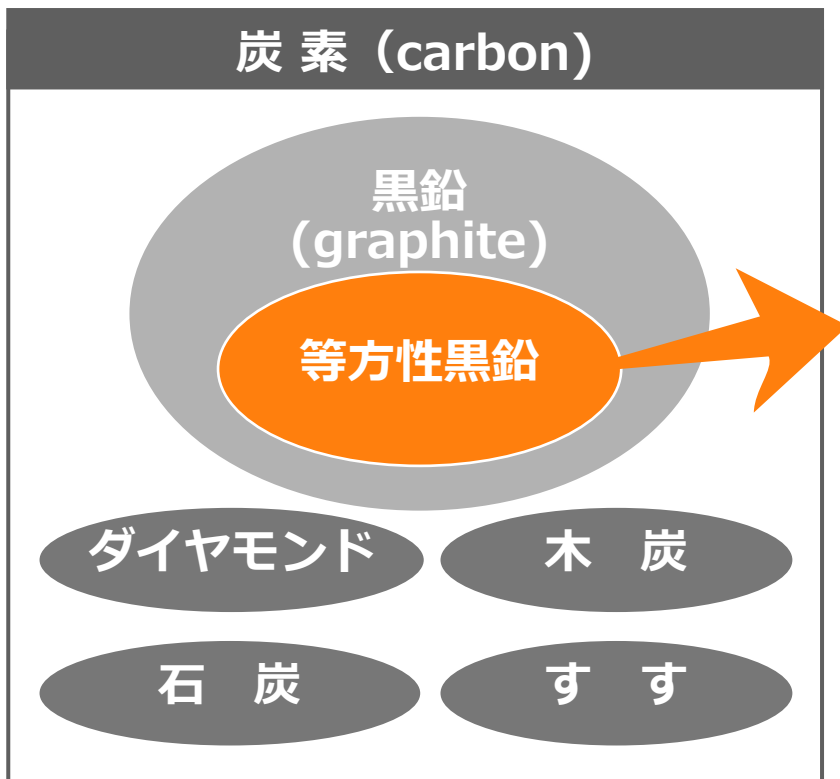 炭 素（carbon)
黒鉛
(graphite)
等方性黒鉛
ダイヤモンド
木　炭
石　炭
す　す